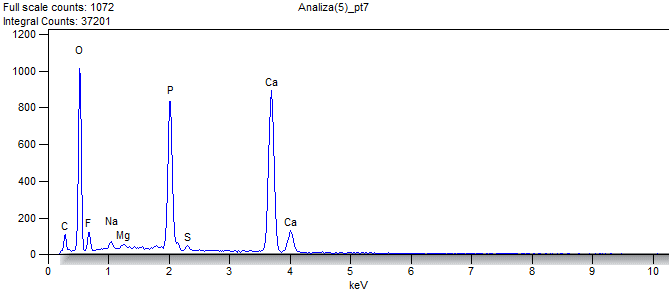 Full scale counts: 1072
Analiza(5)_pt7
Integral Counts: 37201
1200
1000
800
600
400
200
0
O
P
Ca
C
F
Na
Mg
S
Ca
0 1 2 3 4 5 6 7 8 9 10
keV